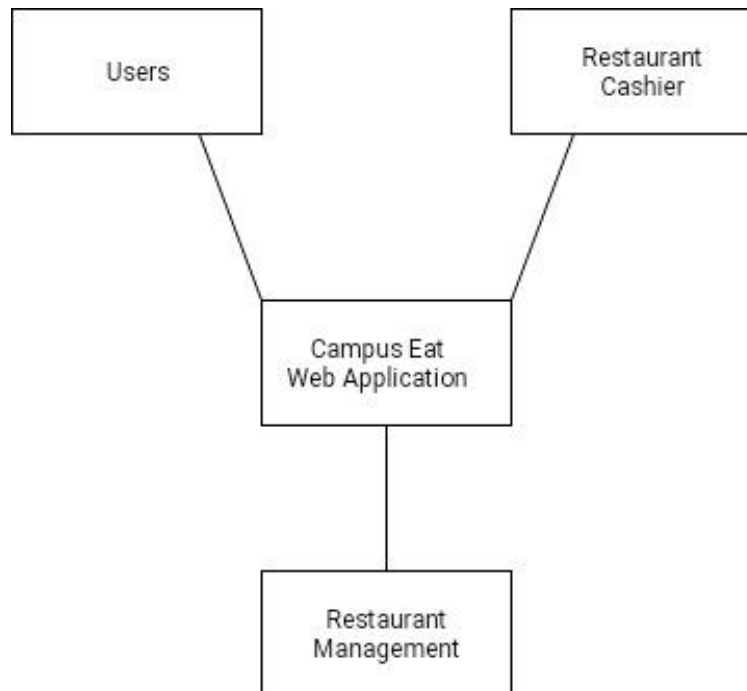 Users
Restaurant
Cashier
Campus Eat
Web Application
Restaurant
Management